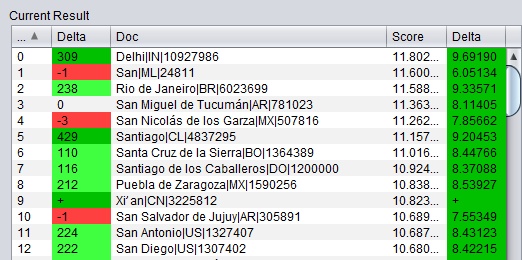 Current Result
... Delta Doc Score Delta
0 309 Delhi|IN|10927986 11.802... 9.69190
1 -1 San|ML|24811 11.600... 6.05134
2 238 Rio de Janeiro|BR|6023699 11.588... 9.33571
3 0 San Miguel de Tucumán|AR|781023 11.363... 8.11405
4 -3 San Nicolás de los Garza|MX|507816 11.262... 7.85662
5 429 Santiago|CL|4837295 11.157... 9.20453
6 110 Santa Cruz de la Sierra|BO|1364389 11.016... 8.44766
7 116 Santiago de los Caballeros|DO|1200000 10.924... 8.37088
8 212 Puebla de Zaragoza|MX|1590256 10.838... 8.53927
9 + Xi'an|CN|3225812 9.823... +
10 -1 San Salvador de Jujuy|AR|305891 10.689... 7.55349
11 224 San Antonio|US|1327407 10.687... 8.43123
12 222 San Diego|US|1307402 10.680... 8.42215